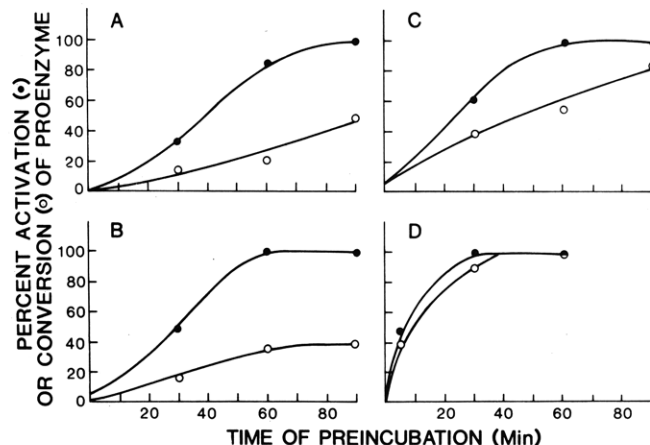 PERCENT ACTIVATION (●)
OR CONVERSION (○) OF PROENZYME
A
100
80
60
40
20
0
C
B
100
80
60
40
20
0
20
40
60
80
D
20
40
60
80
TIME OF PREINCUBATION (Min)